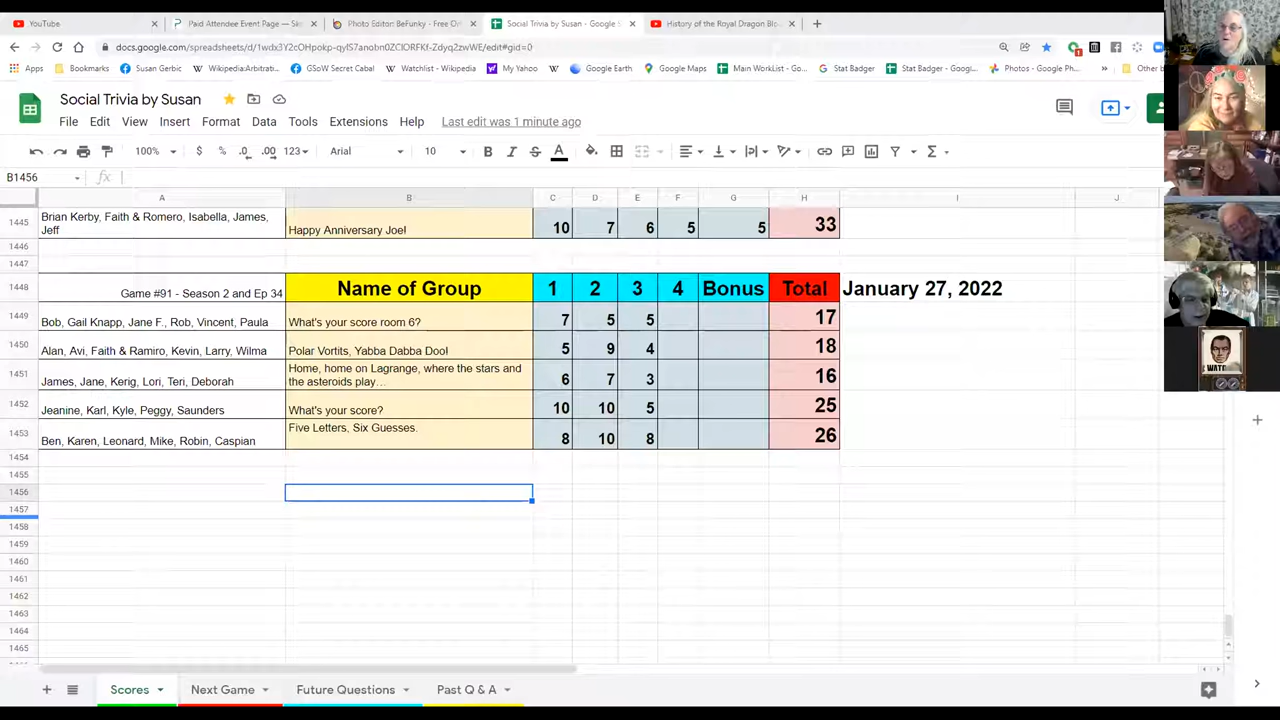 YouTube
Paid Attendee Event Page — Ske
Photo Editor: BeFunky - Free On
Social Trivia by Susan - Google S
History of the Royal Dragon Blo
docs.google.com/spreadsheets/d/
Apps
Bookmarks
Susan Gerbic
GSoW Secret Cabal
Watchlist - Wikipedia
My Yahoo
Google Earth
Google Maps
Main WorkList - Go...
Stat Badger
Stat Badger - Googl...
Photos - Google Ph...
Other b
Social Trivia by Susan
File Edit View Insert Format Data Tools Extensions Help Last edit was 1 minute ago
100% $ % .0 .00 123 Arial 10 B I S A
B1456 fx
A B C D E F G H I J
1445 Brian Kerby, Faith & Romero, Isabella, James,
Jeff Happy Anniversary Joel 10 7 6 5 5 33
1446
1447
1448 Game #91 - Season 2 and Ep 34 Name of Group 1 2 3 4 Bonus Total January 27, 2022
1449 Bob, Gail Knapp, Jane F., Rob, Vincent, Paula What's your score room 6? 7 5 5 17
1450 Alan, Avi, Faith & Ramiro, Kevin, Larry, Wilma Polar Vortits, Yabba Dabba Doo! 5 9 4 18
1451 James, Jane, Kerig, Lori, Teri, Deborah Home, home on Lagrange, where the stars and
the asteroids play… 6 7 3 16
1452 Jeanine, Karl, Kyle, Peggy, Saunders What's your score? 10 10 5 25
1453 Ben, Karen, Leonard, Mike, Robin, Caspian Five Letters, Six Guesses. 8 10 8 26
1454
1455
1456
1457
1458
1459
1460
1461
1462
1463
1464
1465
Scores
Next Game
Future Questions
Past Q & A
WATC